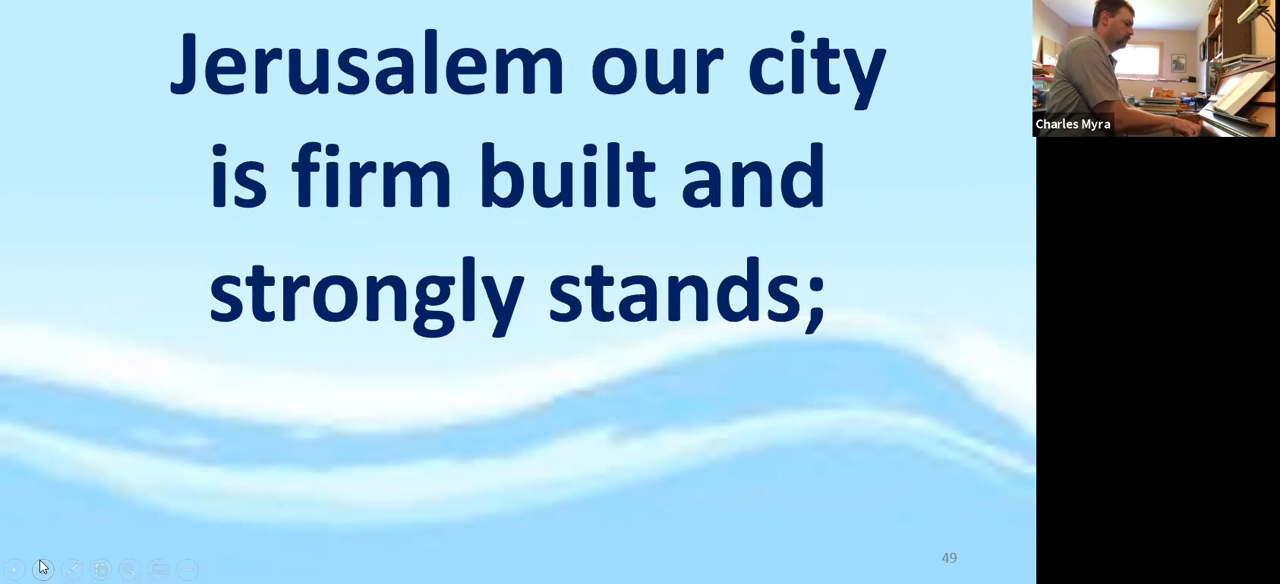 Jerusalem our city
is firm built and
strongly stands;
Charles Myra
49